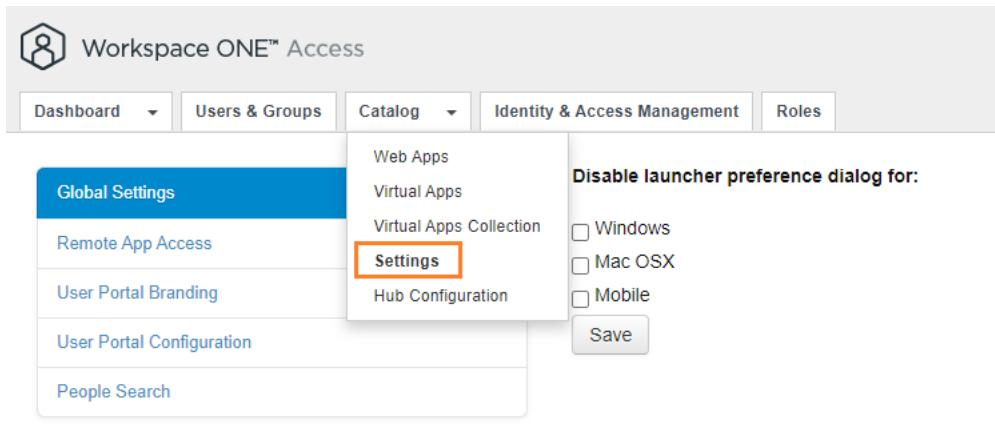 Workspace ONE™ Access
Dashboard
Users & Groups
Catalog
Identity & Access Management
Roles
Web Apps
Virtual Apps
Virtual Apps Collection
Settings
Hub Configuration
Global Settings
Remote App Access
User Portal Branding
User Portal Configuration
People Search
Disable launcher preference dialog for:
Windows
Mac OSX
Mobile
Save